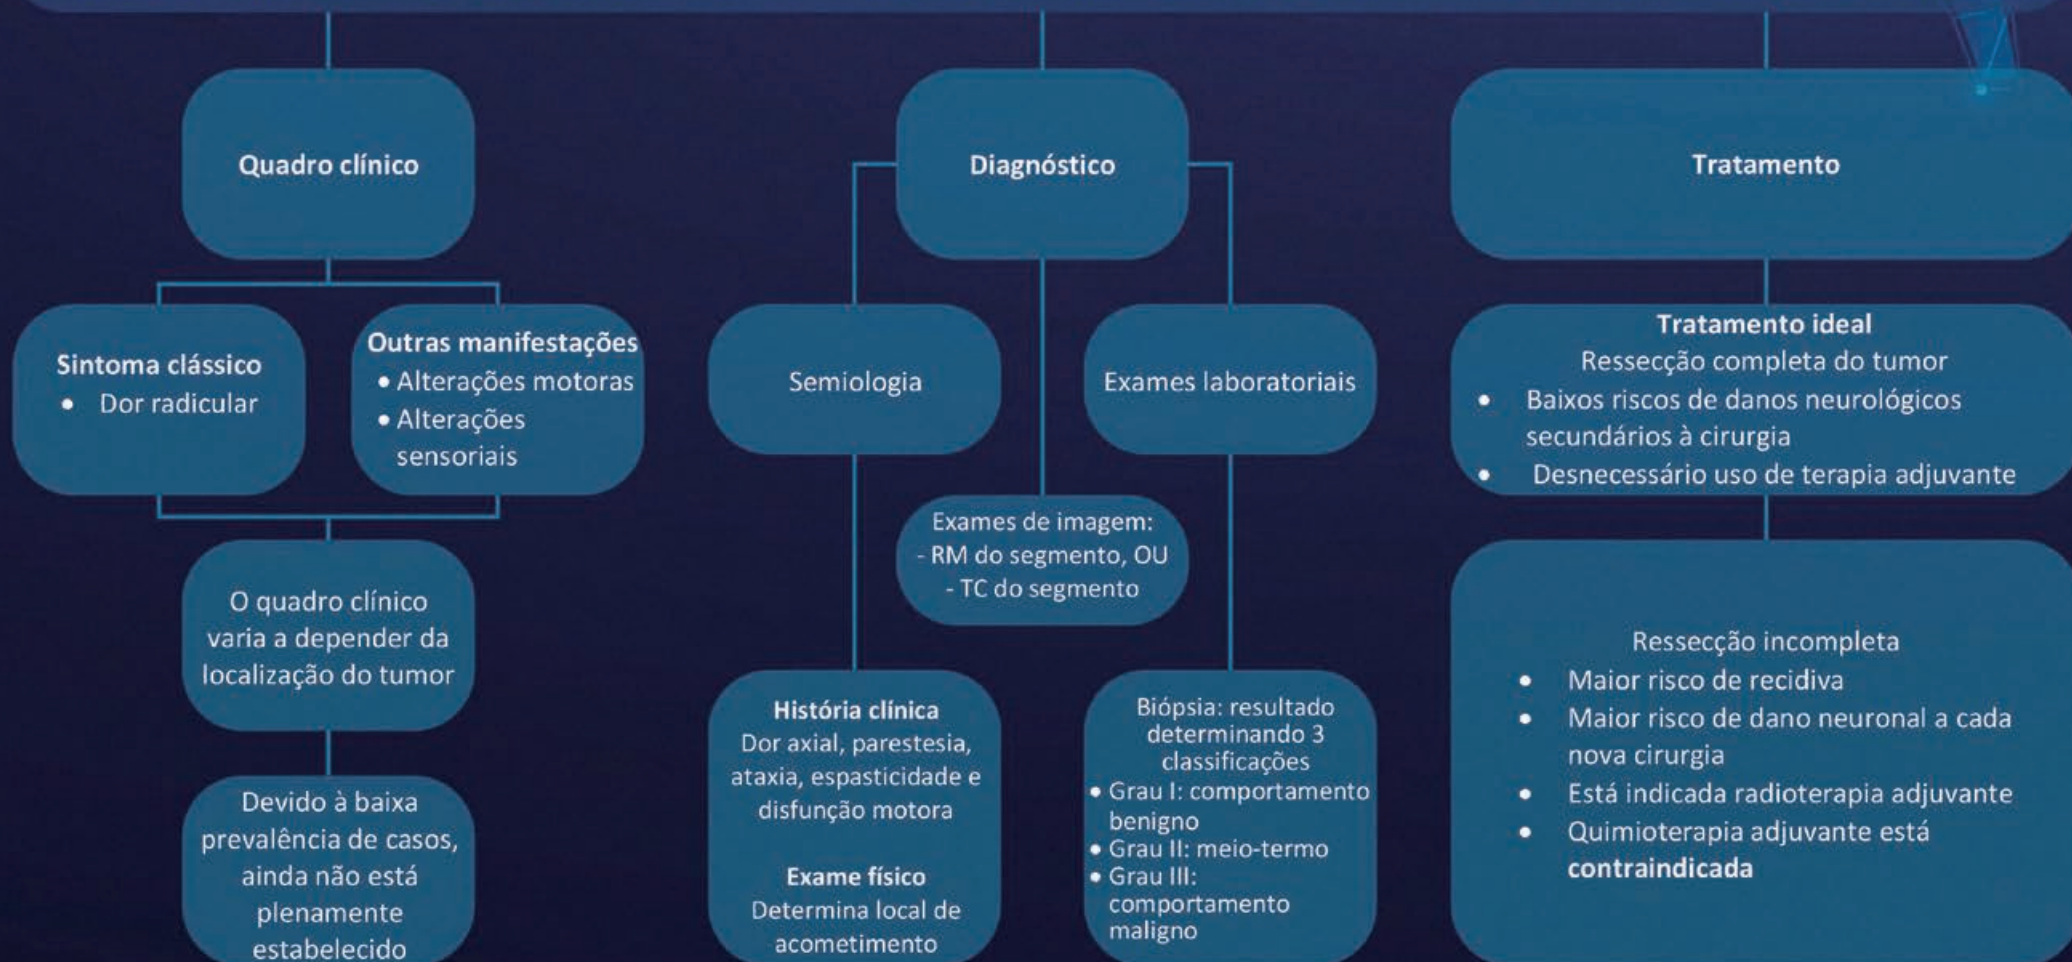 Quadro clínico
Sintoma clássico
• Dor radicular
Outras manifestações
• Alterações motoras
• Alterações
sensoriais
O quadro clínico
varia a depender da
localização do tumor
Devido à baixa
prevalência de casos,
ainda não está
plenamente
estabelecido
Diagnóstico
Semiologia
Exames laboratoriais
Exames de imagem:
- RM do segmento, OU
- TC do segmento
História clínica
Dor axial, parestesia,
ataxia, espasticidade e
disfunção motora
Exame físico
Determina local de
acometimento
Biópsia: resultado
determinando 3
classificações
• Grau I: comportamento
benigno
• Grau II: meio-termo
• Grau III:
comportamento
maligno
Tratamento
Tratamento ideal
Ressecção completa do tumor
• Baixos riscos de danos neurológicos
secundários à cirurgia
• Desnecessário uso de terapia adjuvante
Ressecção incompleta
• Maior risco de recidiva
• Maior risco de dano neuronal a cada
nova cirurgia
• Está indicada radioterapia adjuvante
• Quimioterapia adjuvante está
contraindicada